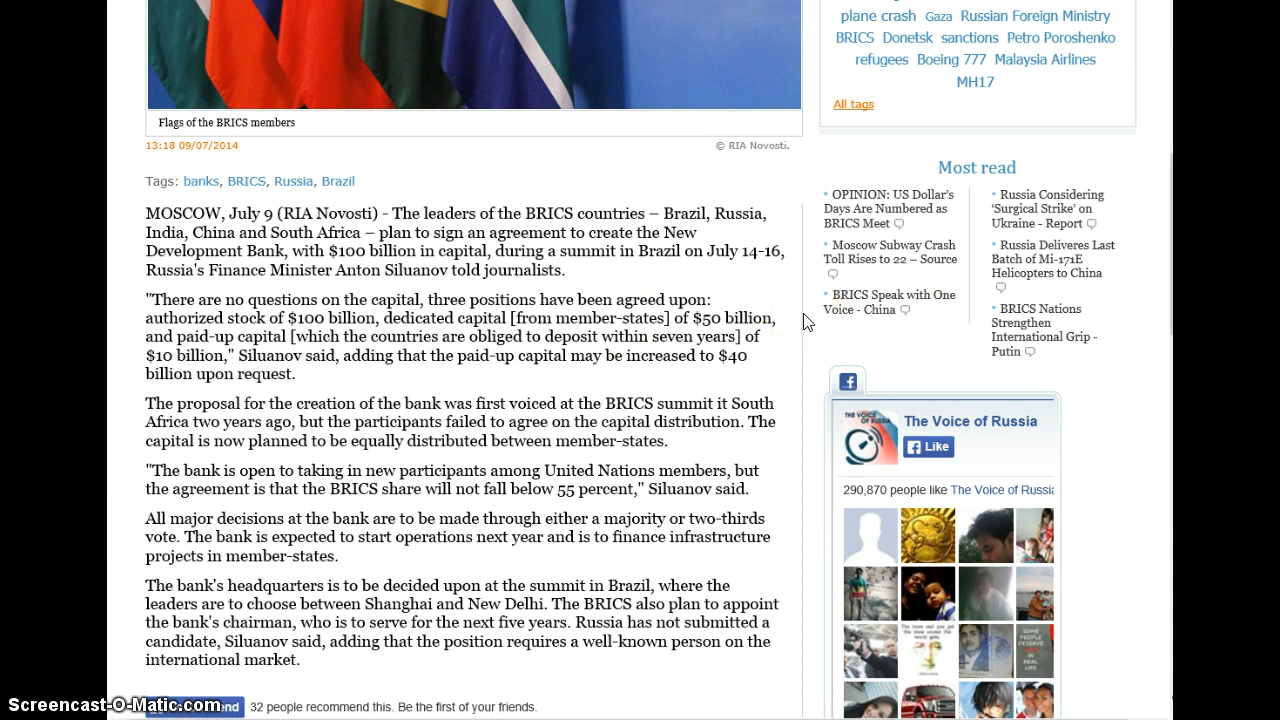 Flags of the BRICS members
13:18 09/07/2014
© RIA Novosti.
Tags: banks, BRICS, Russia, Brazil
MOSCOW, July 9 (RIA Novosti) - The leaders of the BRICS countries – Brazil, Russia,
India, China and South Africa – plan to sign an agreement to create the New
Development Bank, with $100 billion in capital, during a summit in Brazil on July 14-16,
Russia's Finance Minister Anton Siluanov told journalists.
"There are no questions on the capital, three positions have been agreed upon:
authorized stock of $100 billion, dedicated capital [from member-states] of $50 billion,
and paid-up capital [which the countries are obliged to deposit within seven years] of
$10 billion," Siluanov said, adding that the paid-up capital may be increased to $40
billion upon request.
The proposal for the creation of the bank was first voiced at the BRICS summit it South
Africa two years ago, but the participants failed to agree on the capital distribution. The
capital is now planned to be equally distributed between member-states.
"The bank is open to taking in new participants among United Nations members, but
the agreement is that the BRICS share will not fall below 55 percent," Siluanov said.
All major decisions at the bank are to be made through either a majority or two-thirds
vote. The bank is expected to start operations next year and is to finance infrastructure
projects in member-states.
The bank's headquarters is to be decided upon at the summit in Brazil, where the
leaders are to choose between Shanghai and New Delhi. The BRICS also plan to appoint
the bank's chairman, who is to serve for the next five years. Russia has not submitted a
candidate, Siluanov said, adding that the position requires a well-known person on the
international market.
32 people recommend this. Be the first of your friends.
plane crash Gaza Russian Foreign Ministry
BRICS Donetsk sanctions Petro Poroshenko
refugees Boeing 777 Malaysia Airlines
MH17
All tags
Most read
OPINION: US Dollar's
Days Are Numbered as
BRICS Meet
Moscow Subway Crash
Toll Rises to 22 – Source
BRICS Speak with One
Voice - China
Russia Considering
'Surgical Strike' on
Ukraine - Report
Russia Deliveres Last
Batch of Mi-171E
Helicopters to China
BRICS Nations
Strengthen
International Grip -
Putin
THE VOICE
OF RUSSIA
The Voice of Russia
Like
290,870 people like The Voice of Russia
SOME
PEOPLE
DESERVE
IN
REAL
LIFE
Screencast-O-Matic.com